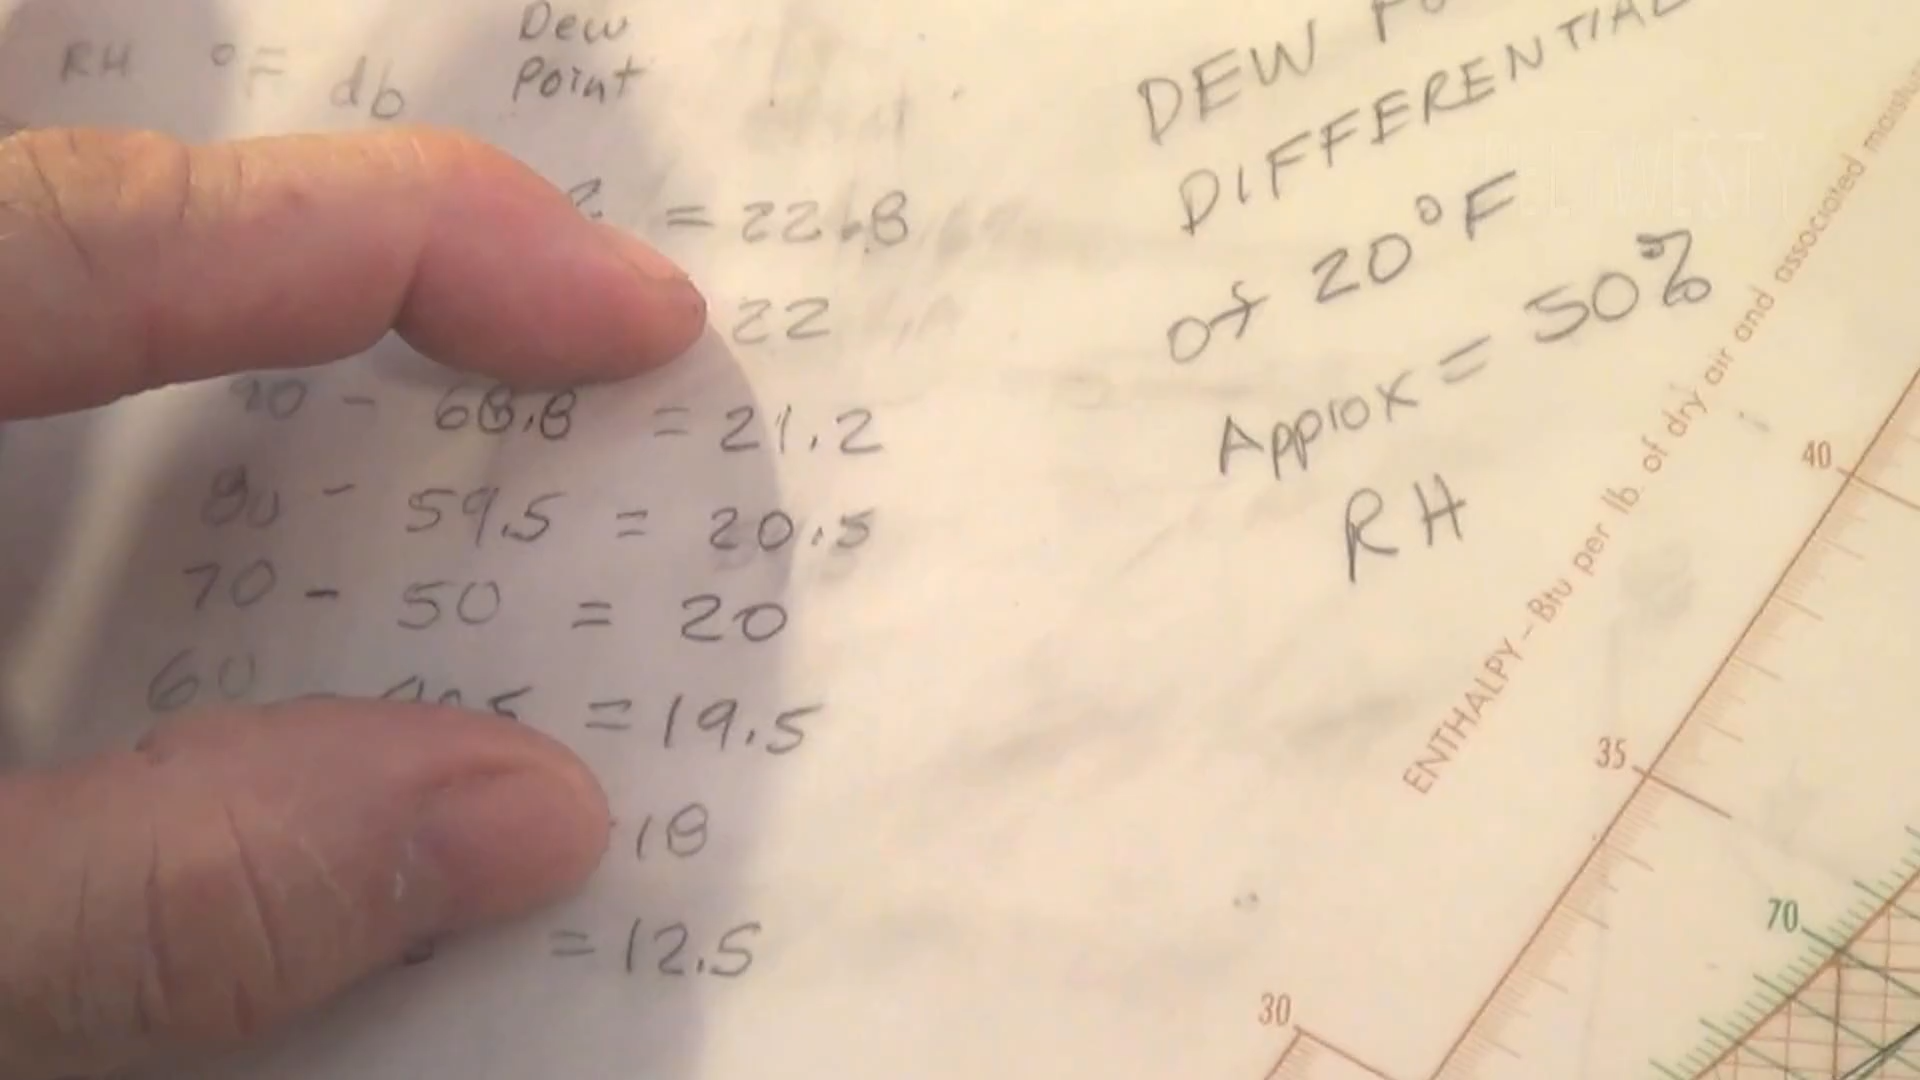 RH °F db
Dew
Point
= 22.8
22
90 - 68.8 = 21.2
80 - 59.5 = 20.5
70 - 50 = 20
60 = 19.5
18
= 12.5
DEW
DIFFERENTIAL
of 20°F
Approx = 50%
RH
ENTHALPY - Btu per lb. of dry air and associated
40
35
30
70